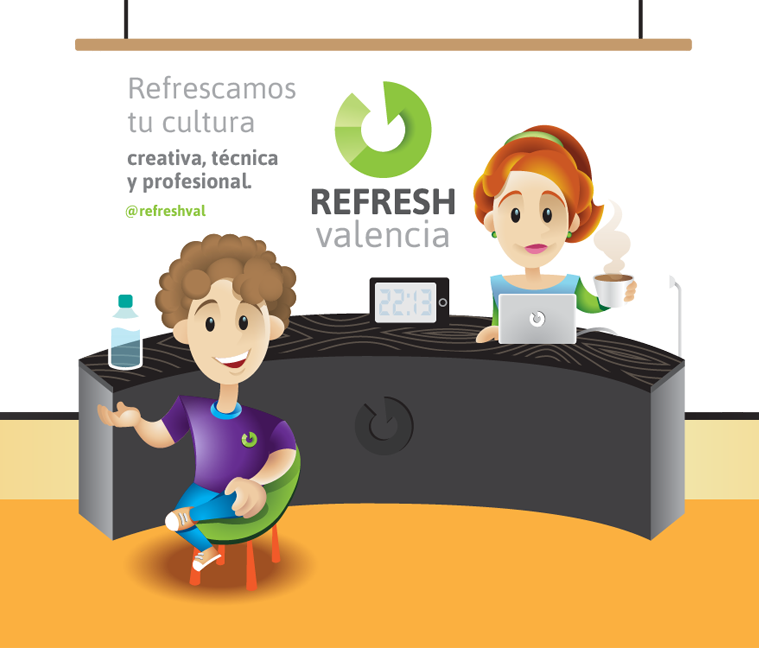 Refrescamos
tu cultura
creativa, técnica
y profesional.
@refreshval
REFRESH
valencia
22:13